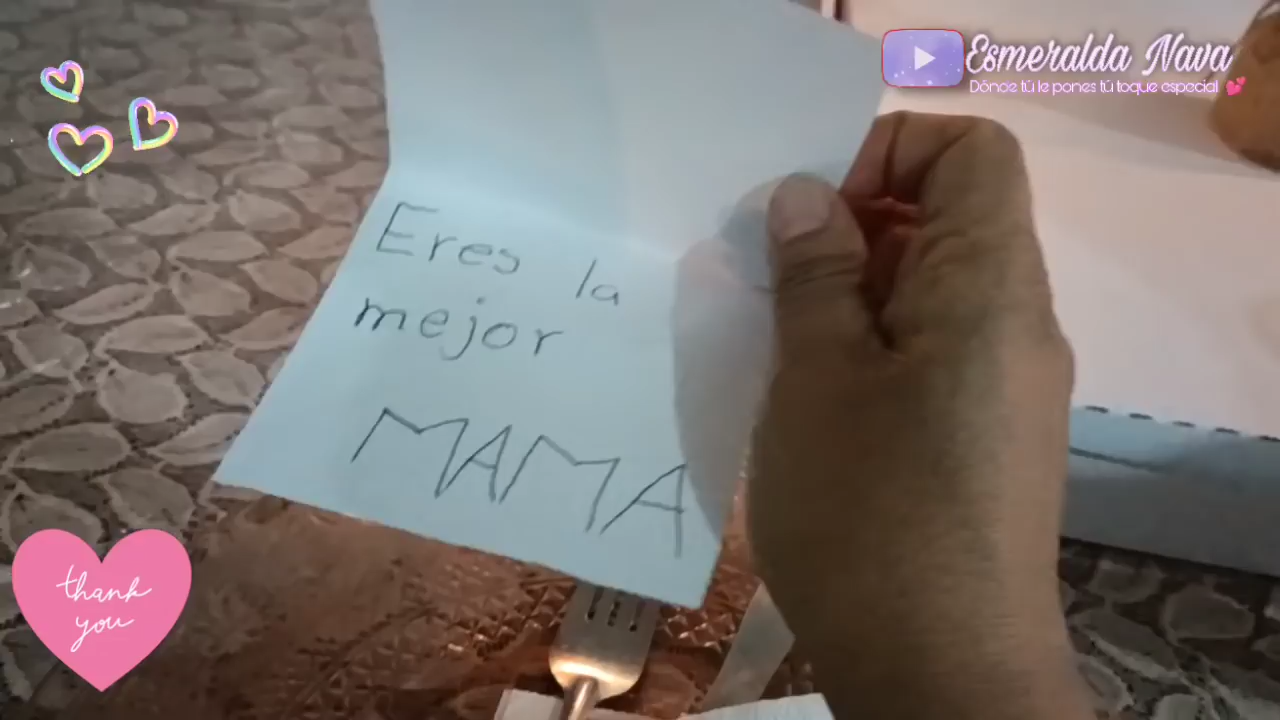 Esmeralda Nava
Dónde tú le pones tú toque especial
Eres la
mejor
MAMA
thank
you